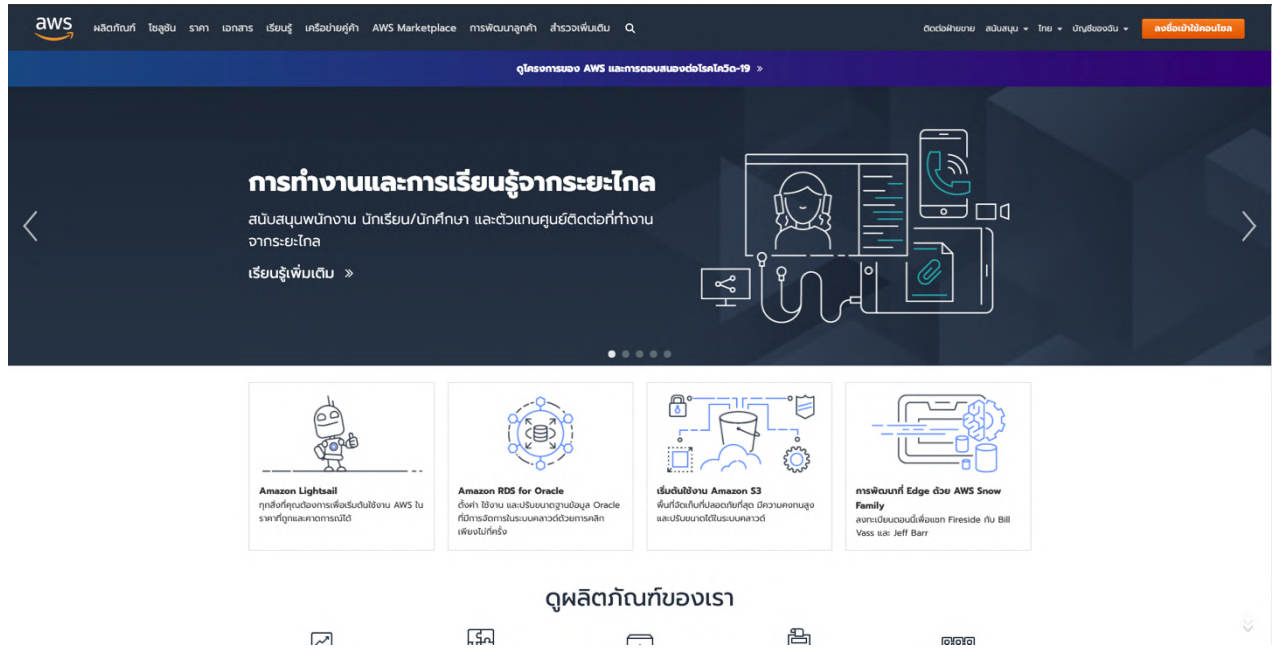 aws
ผลิตภัณฑ์ โซลูชัน ราคา เอกสาร เรียนรู้ เครือข่ายคู่ค้า AWS Marketplace การพัฒนาลูกค้า สำรวจเพิ่มเติม
ติดต่อฝ่ายขาย สนับสนุน ไทย บัญชีของฉัน ลงชื่อเข้าใช้คอนโซล
ดูโครงการของ AWS และการตอบสนองต่อโรคโควิด-19 »
การทำงานและการเรียนรู้จากระยะไกล
สนับสนุนพนักงาน นักเรียน/นักศึกษา และตัวแทนศูนย์ติดต่อที่ทำงาน
จากระยะไกล
เรียนรู้เพิ่มเติม »
Amazon Lightsail
ทุกสิ่งที่คุณต้องการเพื่อเริ่มต้นใช้งาน AWS ใน
ราคาที่ถูกและคาดการณ์ได้
Amazon RDS for Oracle
ตั้งค่า ใช้งาน และปรับขนาดฐานข้อมูล Oracle
ที่มีการจัดการในระบบคลาวด์ด้วยการคลิก
เพียงไม่กี่ครั้ง
เริ่มต้นใช้งาน Amazon S3
พื้นที่จัดเก็บที่ปลอดภัยที่สุด มีความคงทนสูง
และปรับขนาดได้ในระบบคลาวด์
การพัฒนาที่ Edge ด้วย AWS Snow
Family
ลงทะเบียนตอนนี้เพื่อแชท Fireside กับ Bill
Vass และ Jeff Barr
ดูผลิตภัณฑ์ของเรา